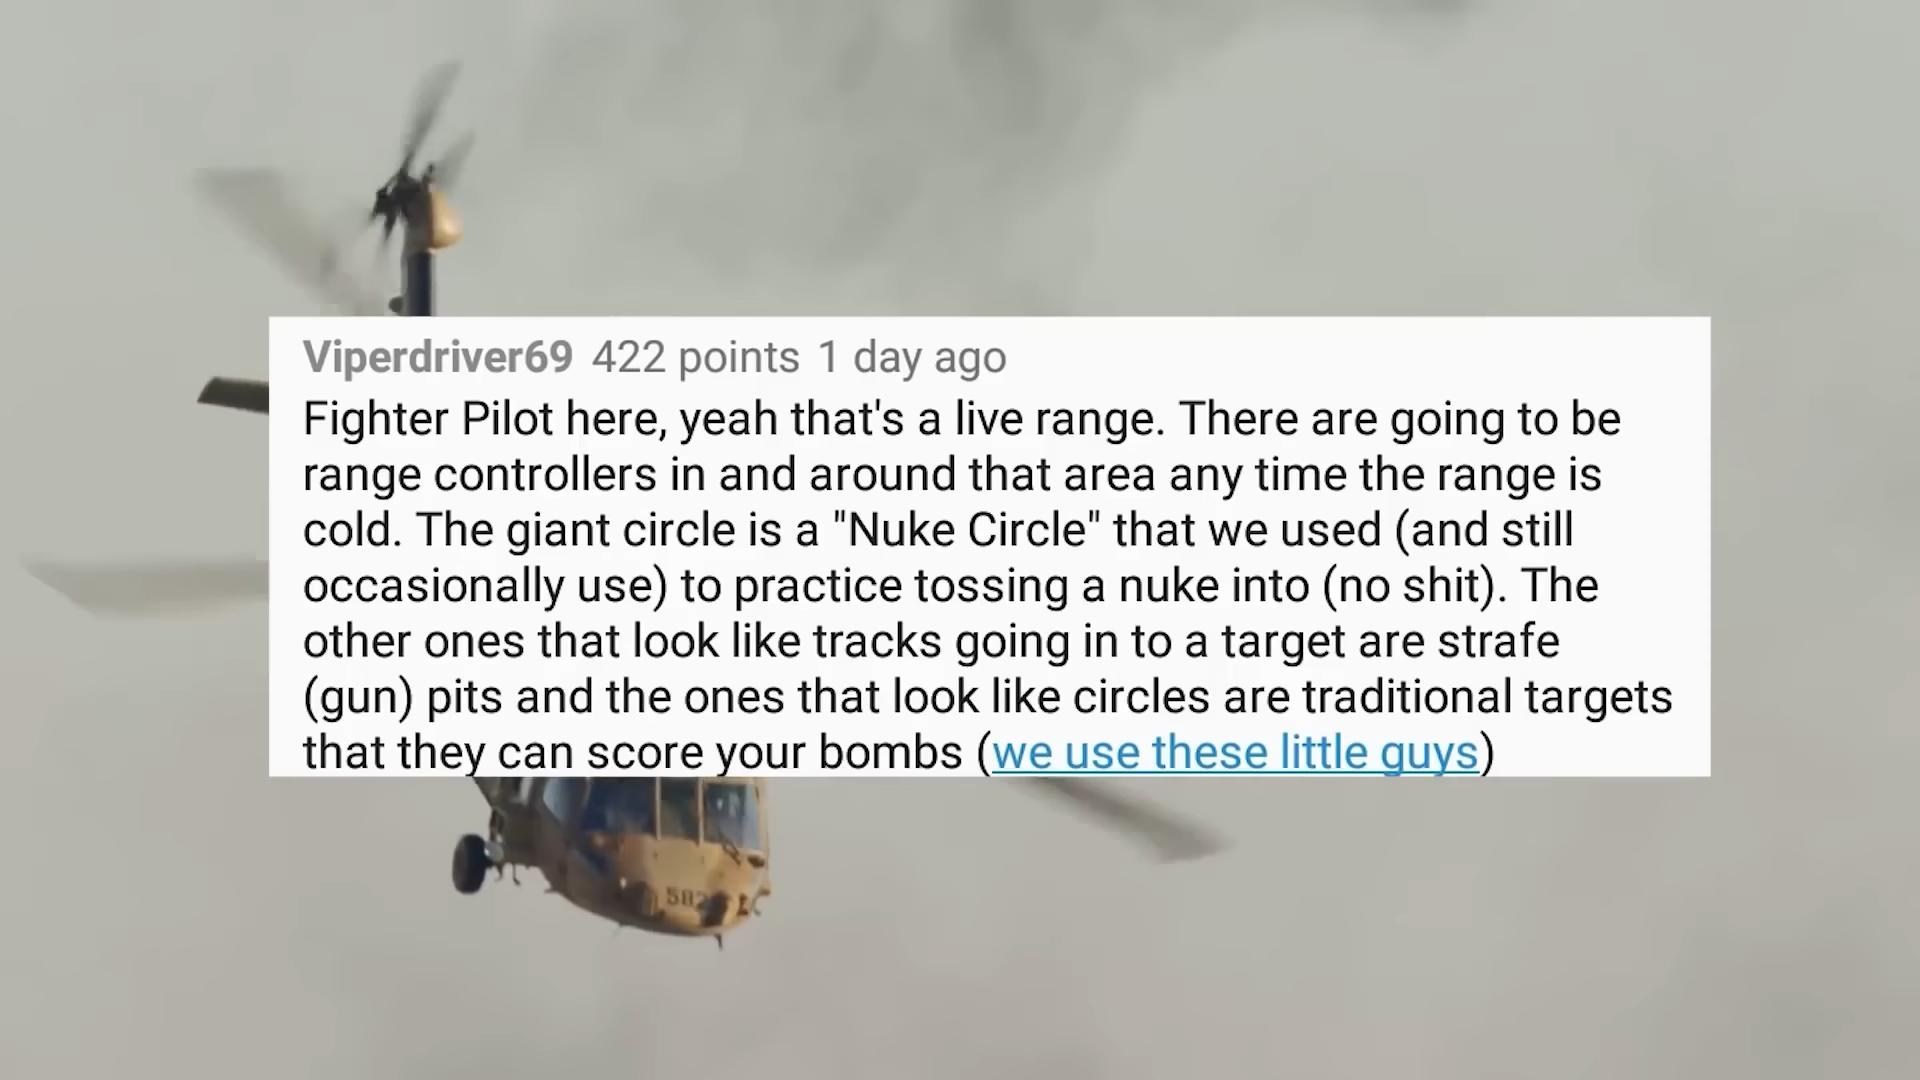 Viperdriver69 422 points 1 day ago
Fighter Pilot here, yeah that's a live range. There are going to be
range controllers in and around that area any time the range is
cold. The giant circle is a "Nuke Circle" that we used (and still
occasionally use) to practice tossing a nuke into (no shit). The
other ones that look like tracks going in to a target are strafe
(gun) pits and the ones that look like circles are traditional targets
that they can score your bombs (we use these little guys)
582